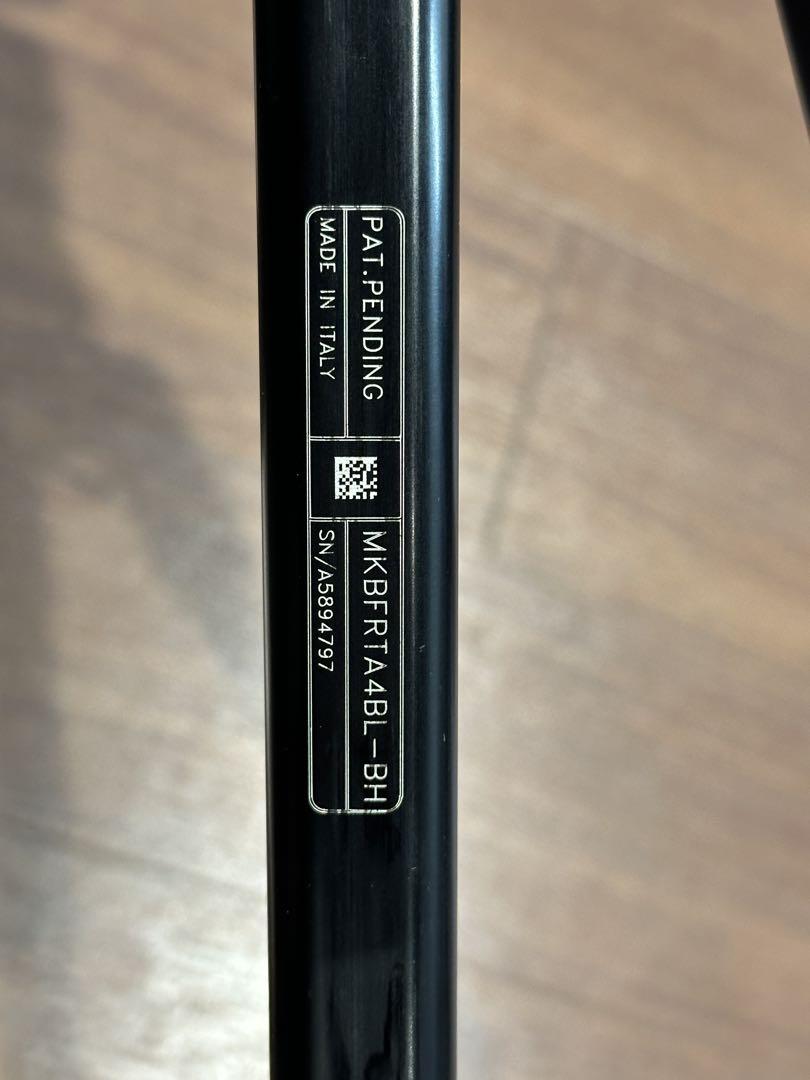 PAT.PENDING
MADE IN ITALY
MKBFRTA4BL-BH
SN/A5894797